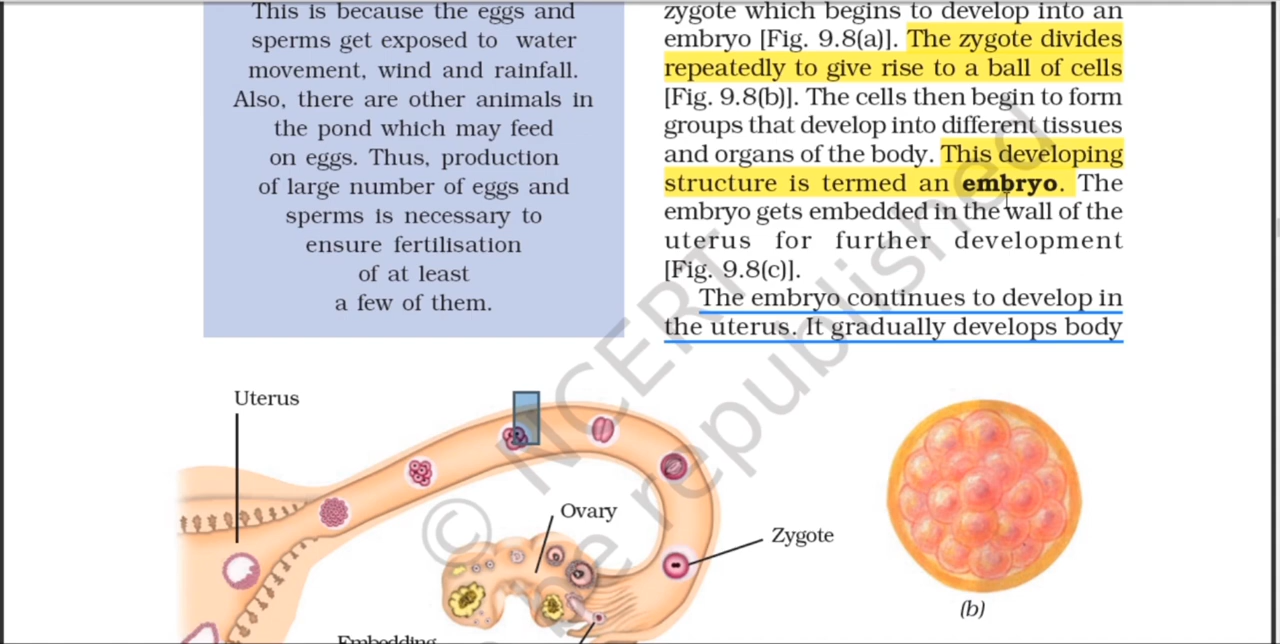 This is because the eggs and
sperms get exposed to water
movement, wind and rainfall.
Also, there are other animals in
the pond which may feed
on eggs. Thus, production
of large number of eggs and
sperms is necessary to
ensure fertilisation
of at least
a few of them.
zygote which begins to develop into an
embryo [Fig. 9.8(a)]. The zygote divides
repeatedly to give rise to a ball of cells
[Fig. 9.8(b)]. The cells then begin to form
groups that develop into different tissues
and organs of the body. This developing
structure is termed an embryo. The
embryo gets embedded in the wall of the
uterus for further development
[Fig. 9.8(c)].
The embryo continues to develop in
the uterus. It gradually develops body
Uterus
Ovary
Zygote
(b)
Embedding
© NCERT
be republished